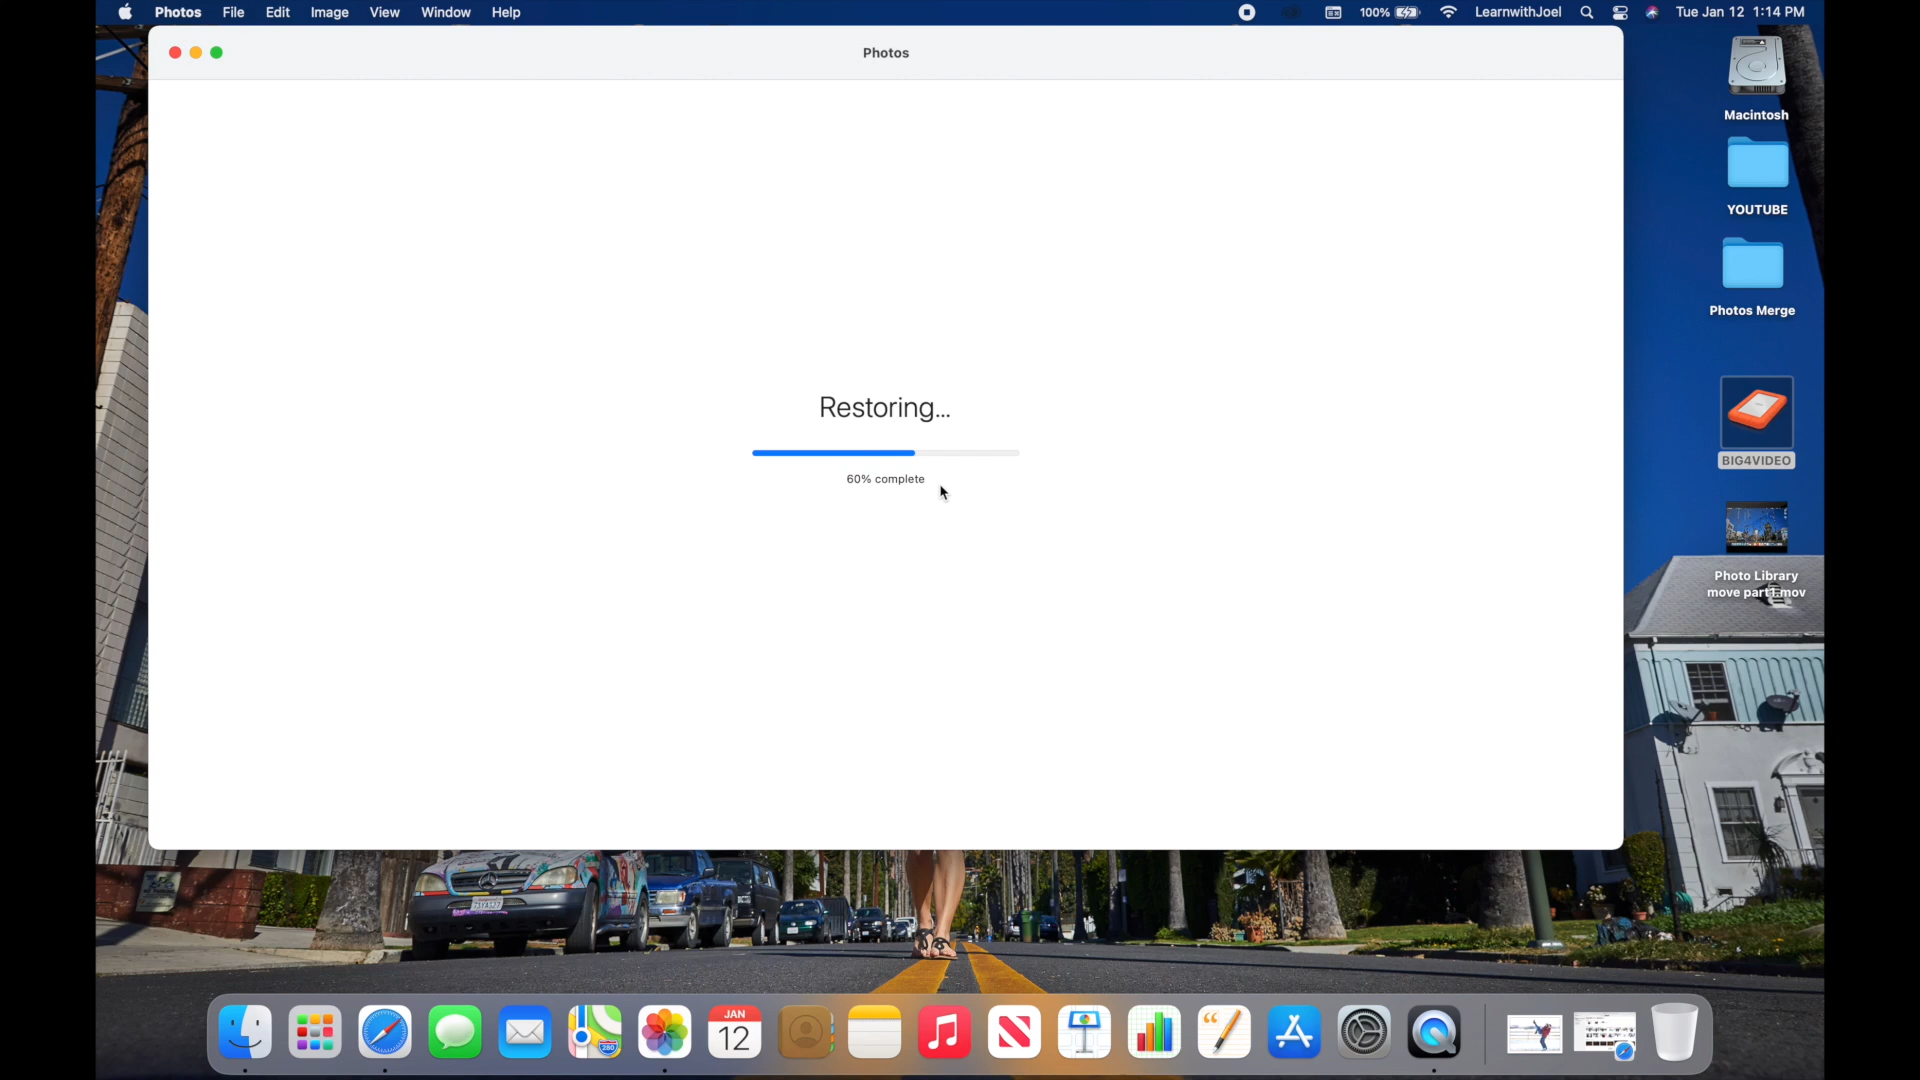 Photos File Edit Image View Window Help 100% LearnwithJoel Tue Jan 12 1:14 PM
Photos
Macintosh
YOUTUBE
Photos Merge
Restoring...
60% complete
BIG4VIDEO
Photo Library
move part1.mov
JAN
12
280